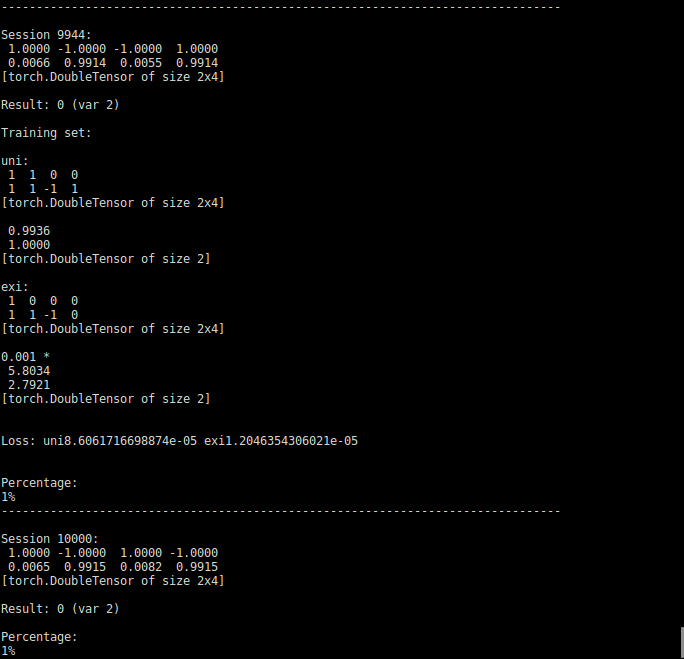 --------------------------------------------------------------------------------
Session 9944:
1.0000 -1.0000 -1.0000 1.0000
0.0066 0.9914 0.0055 0.9914
[torch.DoubleTensor of size 2x4]
Result: 0 (var 2)
Training set:
uni:
1 1 0 0
1 1 -1 1
[torch.DoubleTensor of size 2x4]
0.9936
1.0000
[torch.DoubleTensor of size 2]
exi:
1 0 0 0
1 1 -1 0
[torch.DoubleTensor of size 2x4]
0.001 *
5.8034
2.7921
[torch.DoubleTensor of size 2]
Loss: uni8.6061716698874e-05 exi1.2046354306021e-05
Percentage:
1%
--------------------------------------------------------------------------------
Session 10000:
1.0000 -1.0000 1.0000 -1.0000
0.0065 0.9915 0.0082 0.9915
[torch.DoubleTensor of size 2x4]
Result: 0 (var 2)
Percentage:
1%